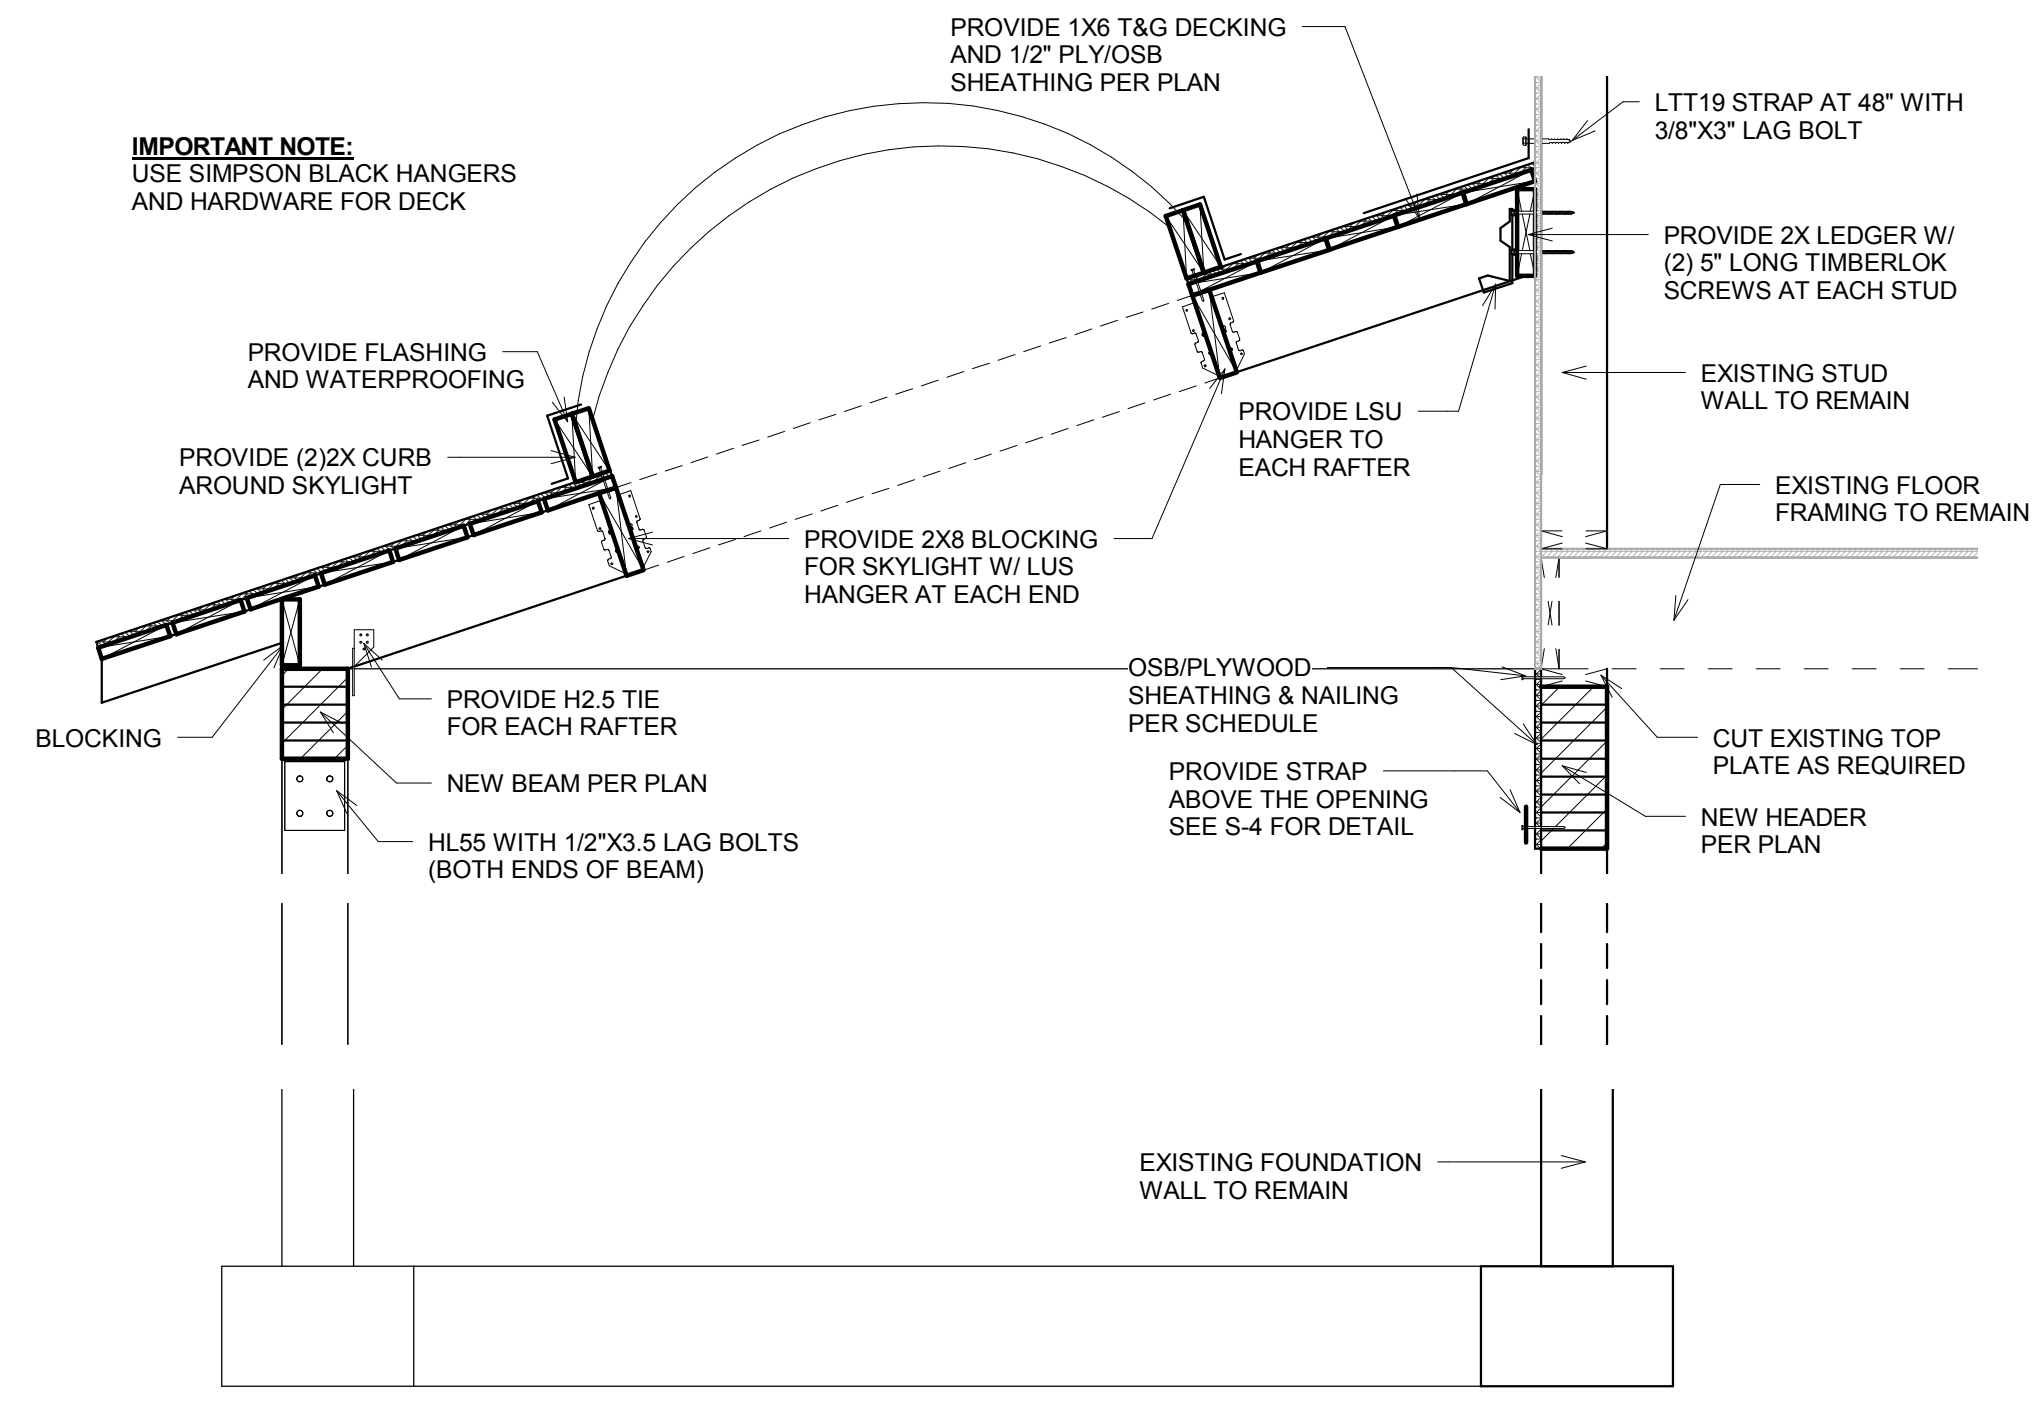 PROVIDE 1X6 T&G DECKING
AND 1/2" PLY/OSB
SHEATHING PER PLAN
LTT19 STRAP AT 48" WITH
3/8"X3" LAG BOLT
IMPORTANT NOTE:
USE SIMPSON BLACK HANGERS
AND HARDWARE FOR DECK
PROVIDE 2X LEDGER W/
(2) 5" LONG TIMBERLOK
SCREWS AT EACH STUD
PROVIDE FLASHING
AND WATERPROOFING
EXISTING STUD
WALL TO REMAIN
PROVIDE LSU
HANGER TO
EACH RAFTER
PROVIDE (2)2X CURB
AROUND SKYLIGHT
EXISTING FLOOR
FRAMING TO REMAIN
PROVIDE 2X8 BLOCKING
FOR SKYLIGHT W/ LUS
HANGER AT EACH END
OSB/PLYWOOD
SHEATHING & NAILING
PER SCHEDULE
PROVIDE H2.5 TIE
FOR EACH RAFTER
BLOCKING
CUT EXISTING TOP
PLATE AS REQUIRED
NEW BEAM PER PLAN
PROVIDE STRAP
ABOVE THE OPENING
SEE S-4 FOR DETAIL
NEW HEADER
PER PLAN
HL55 WITH 1/2"X3.5 LAG BOLTS
(BOTH ENDS OF BEAM)
EXISTING FOUNDATION
WALL TO REMAIN